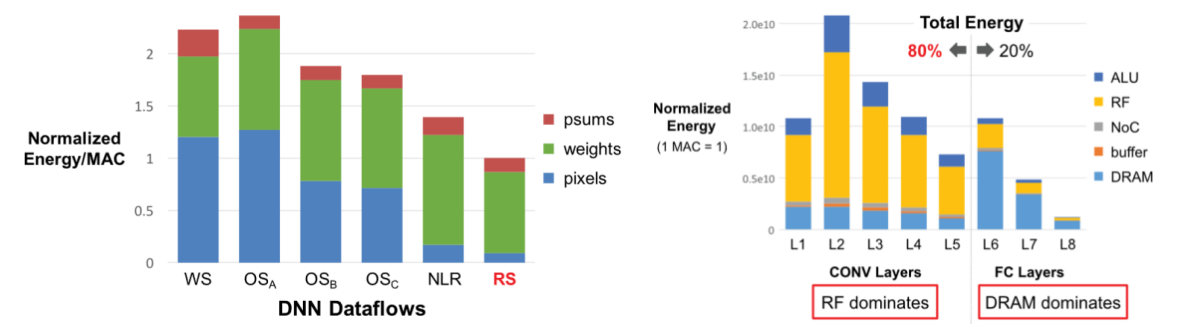 Normalized
Energy/MAC
2
1.5
1
0.5
0
WS
OSA
OSB
OSC
NLR
RS
DNN Dataflows
psums
weights
pixels
Normalized
Energy
(1 MAC = 1)
2.0e10
1.5e10
1.0e10
0.5e10
0
Total Energy
80%
20%
L1
L2
L3
L4
L5
L6
L7
L8
CONV Layers
FC Layers
RF dominates
DRAM dominates
ALU
RF
NoC
buffer
DRAM